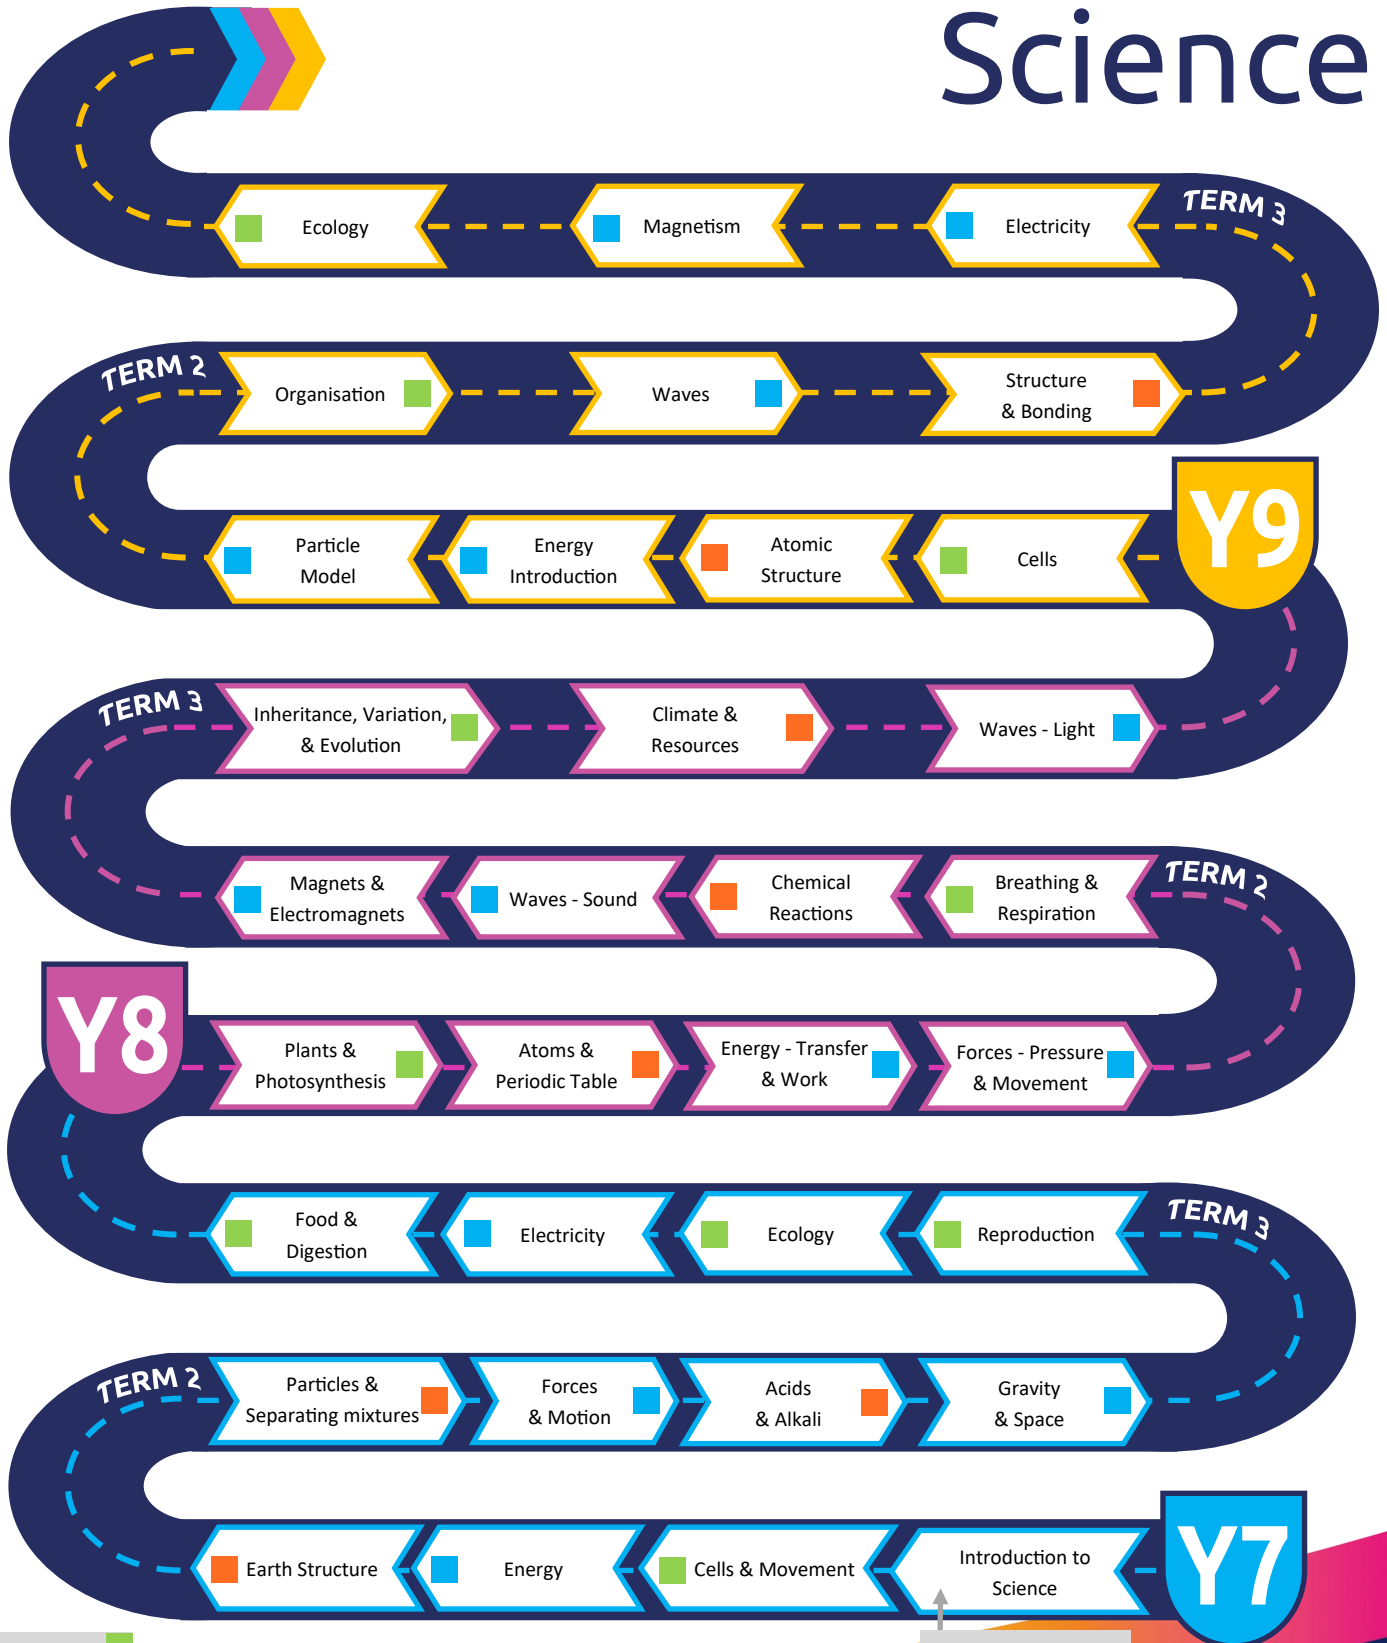 Science
Ecology
Magnetism
Electricity
TERM 3
TERM 2
Organisation
Waves
Structure
& Bonding
Y9
Particle
Model
Energy
Introduction
Atomic
Structure
Cells
TERM 3
Inheritance, Variation,
& Evolution
Climate &
Resources
Waves - Light
Magnets &
Electromagnets
Waves - Sound
Chemical
Reactions
Breathing &
Respiration
TERM 2
Y8
Plants &
Photosynthesis
Atoms &
Periodic Table
Energy - Transfer
& Work
Forces - Pressure
& Movement
Food &
Digestion
Electricity
Ecology
Reproduction
TERM 3
TERM 2
Particles &
Separating mixtures
Forces
& Motion
Acids
& Alkali
Gravity
& Space
Earth Structure
Energy
Cells & Movement
Introduction to
Science
Y7